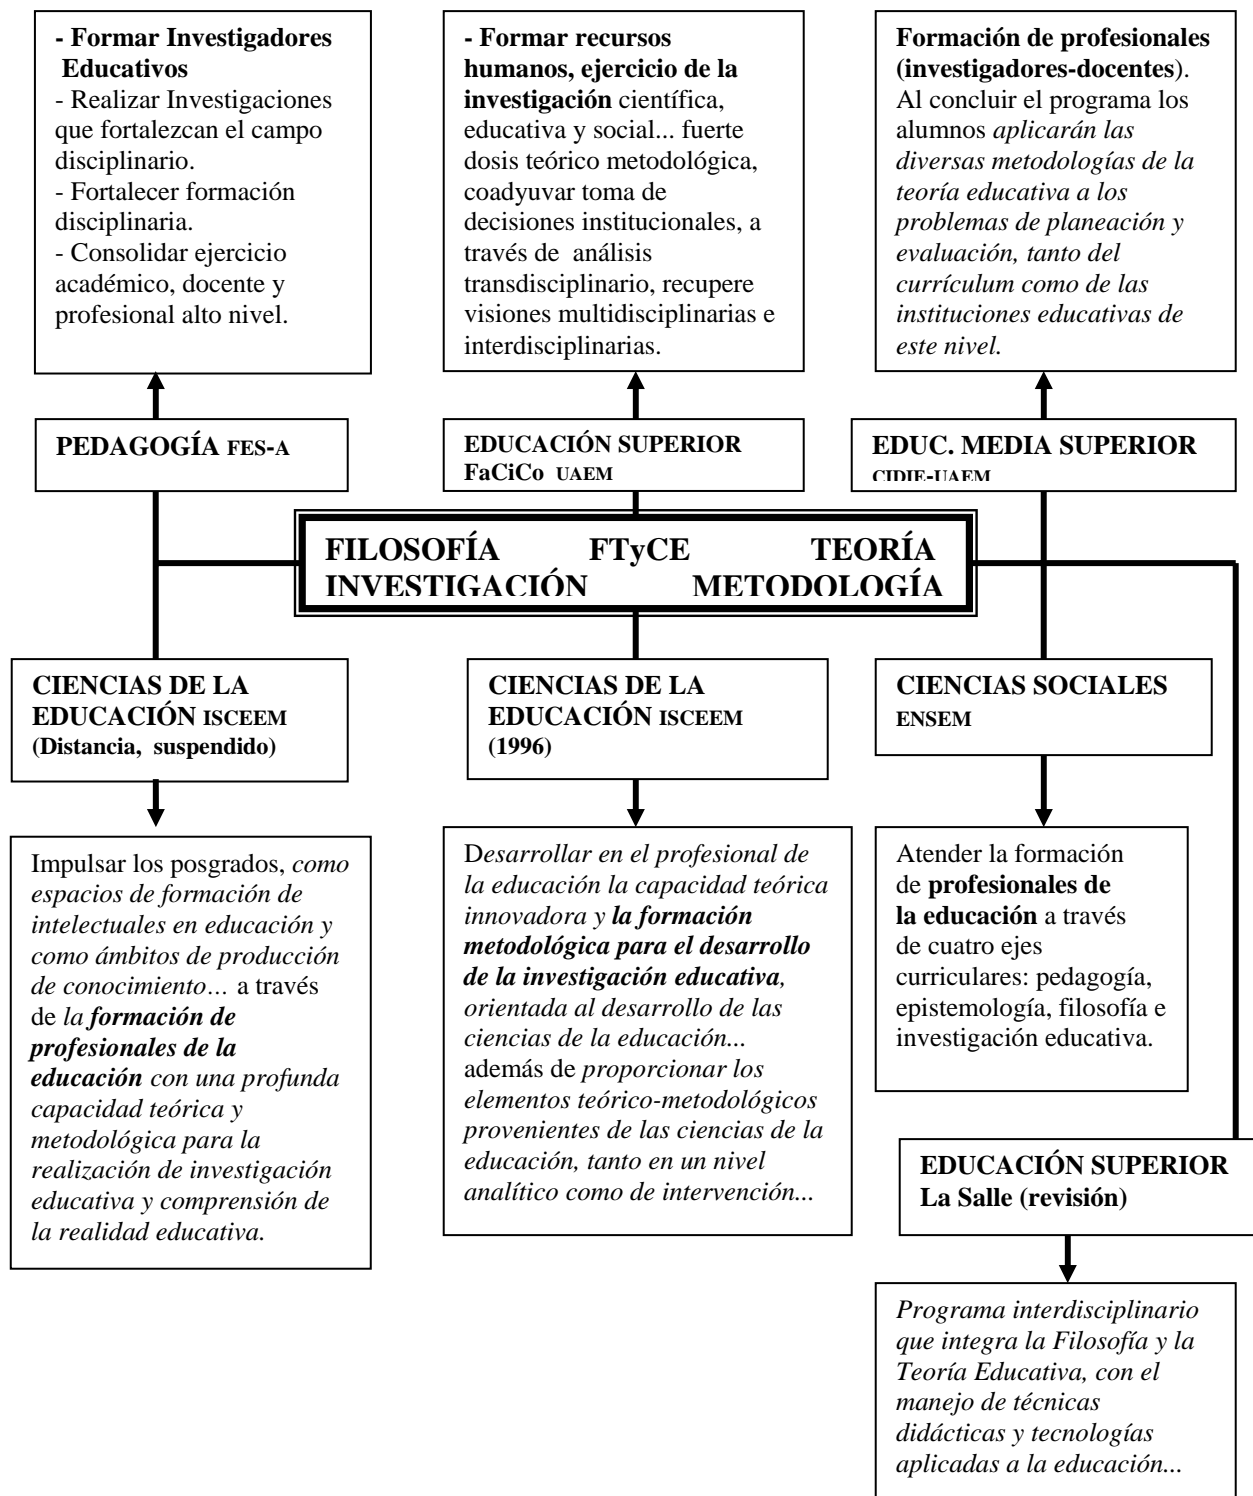 - Formar Investigadores
Educativos
- Realizar Investigaciones
que fortalezcan el campo
disciplinario.
- Fortalecer formación
disciplinaria.
- Consolidar ejercicio
académico, docente y
profesional alto nivel.
- Formar recursos
humanos, ejercicio de la
investigación científica,
educativa y social... fuerte
dosis teórico metodológica,
coadyuvar toma de
decisiones institucionales, a
través de análisis
transdisciplinario, recupere
visiones multidisciplinarias e
interdisciplinarias.
Formación de profesionales
(investigadores-docentes).
Al concluir el programa los
alumnos aplicarán las
diversas metodologías de la
teoría educativa a los
problemas de planeación y
evaluación, tanto del
currículum como de las
instituciones educativas de
este nivel.
PEDAGOGÍA FES-A
EDUCACIÓN SUPERIOR
FaCiCo UAEM
EDUC. MEDIA SUPERIOR
CIDIE-UAEM
FILOSOFÍA FTyCE TEORÍA
INVESTIGACIÓN METODOLOGÍA
CIENCIAS DE LA
EDUCACIÓN ISCEEM
(Distancia, suspendido)
CIENCIAS DE LA
EDUCACIÓN ISCEEM
(1996)
CIENCIAS SOCIALES
ENSEM
Impulsar los posgrados, como
espacios de formación de
intelectuales en educación y
como ámbitos de producción
de conocimiento... a través
de la formación de
profesionales de la
educación con una profunda
capacidad teórica y
metodológica para la
realización de investigación
educativa y comprensión de
la realidad educativa.
Desarrollar en el profesional de
la educación la capacidad teórica
innovadora y la formación
metodológica para el desarrollo
de la investigación educativa,
orientada al desarrollo de las
ciencias de la educación...
además de proporcionar los
elementos teórico-metodológicos
provenientes de las ciencias de la
educación, tanto en un nivel
analítico como de intervención...
Atender la formación
de profesionales de
la educación a través
de cuatro ejes
curriculares: pedagogía,
epistemología, filosofía e
investigación educativa.
EDUCACIÓN SUPERIOR
La Salle (revisión)
Programa interdisciplinario
que integra la Filosofía y la
Teoría Educativa, con el
manejo de técnicas
didácticas y tecnologías
aplicadas a la educación...